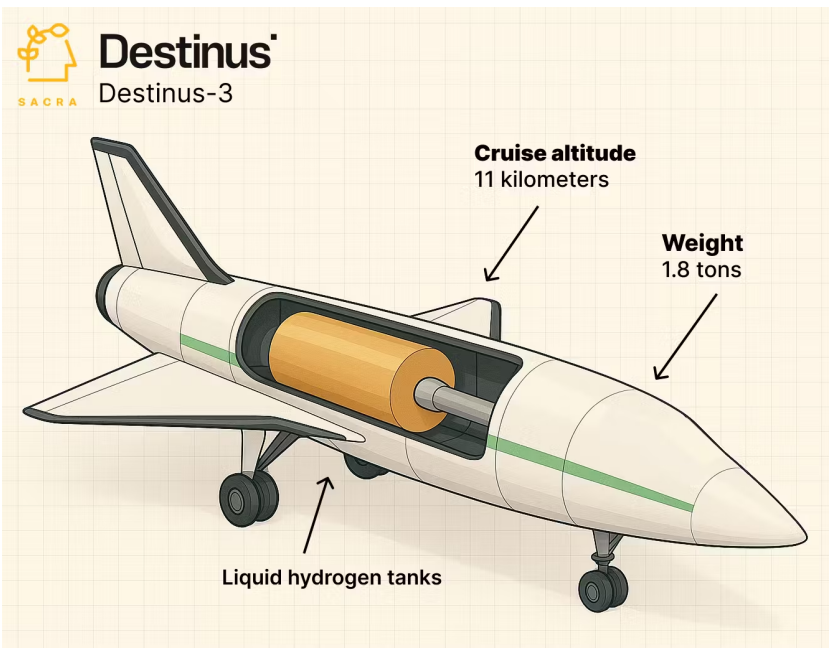 Destinus
SACRA
Destinus-3
Cruise altitude
11 kilometers
Weight
1.8 tons
Liquid hydrogen tanks